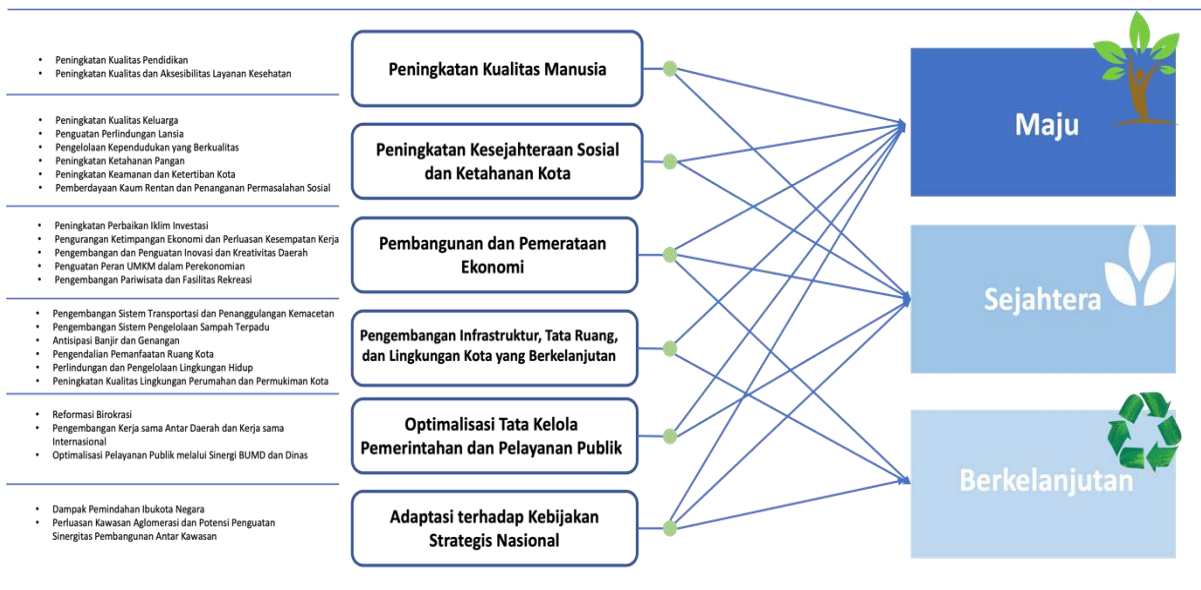 • Peningkatan Kualitas Pendidikan
• Peningkatan Kualitas dan Aksesibilitas Layanan Kesehatan
Peningkatan Kualitas Manusia
• Peningkatan Kualitas Keluarga
• Penguatan Perlindungan Lansia
• Pengelolaan Kependudukan yang Berkualitas
• Peningkatan Ketahanan Pangan
• Peningkatan Keamanan dan Ketertiban Kota
• Pemberdayaan Kaum Rentan dan Penanganan Permasalahan Sosial
Peningkatan Kesejahteraan Sosial
dan Ketahanan Kota
• Peningkatan Perbaikan Iklim Investasi
• Pengurangan Ketimpangan Ekonomi dan Perluasan Kesempatan Kerja
• Pengembangan dan Penguatan Inovasi dan Kreativitas Daerah
• Penguatan Peran UMKM dalam Perekonomian
• Pengembangan Pariwisata dan Fasilitas Rekreasi
Pembangunan dan Pemerataan
Ekonomi
• Pengembangan Sistem Transportasi dan Penanggulangan Kemacetan
• Pengembangan Sistem Pengelolaan Sampah Terpadu
• Antisipasi Banjir dan Genangan
• Pengendalian Pemanfaatan Ruang Kota
• Perlindungan dan Pengelolaan Lingkungan Hidup
• Peningkatan Kualitas Lingkungan Perumahan dan Permukiman Kota
Pengembangan Infrastruktur, Tata Ruang,
dan Lingkungan Kota yang Berkelanjutan
• Reformasi Birokrasi
• Pengembangan Kerja sama Antar Daerah dan Kerja sama
Internasional
• Optimalisasi Pelayanan Publik melalui Sinergi BUMD dan Dinas
Optimalisasi Tata Kelola
Pemerintahan dan Pelayanan Publik
• Dampak Pemindahan Ibukota Negara
• Perluasan Kawasan Aglomerasi dan Potensi Penguatan
Sinergitas Pembangunan Antar Kawasan
Adaptasi terhadap Kebijakan
Strategis Nasional
Maju
Sejahtera
Berkelanjutan